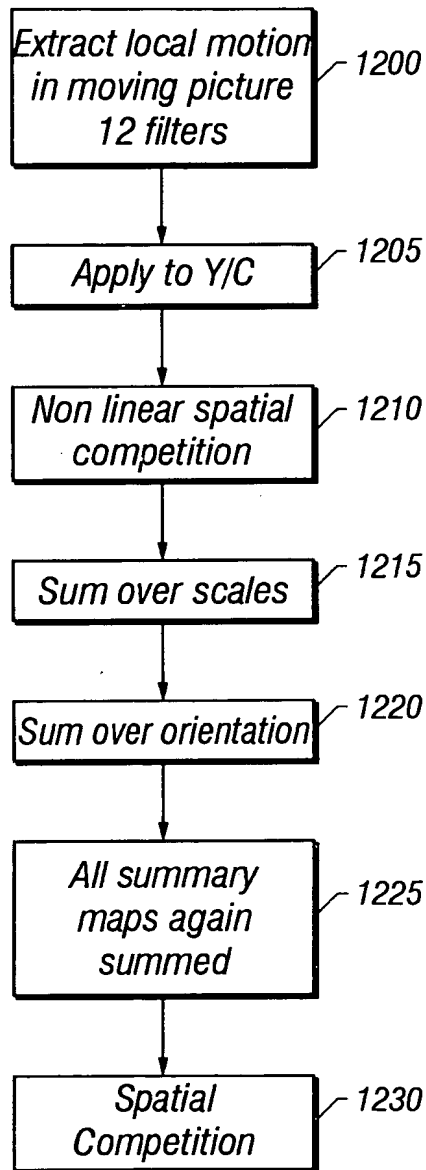 Extract local motion
in moving picture
12 filters
1200
Apply to Y/C
1205
Non linear spatial
competition
1210
Sum over scales
1215
Sum over orientation
1220
All summary
maps again
summed
1225
Spatial
Competition
1230